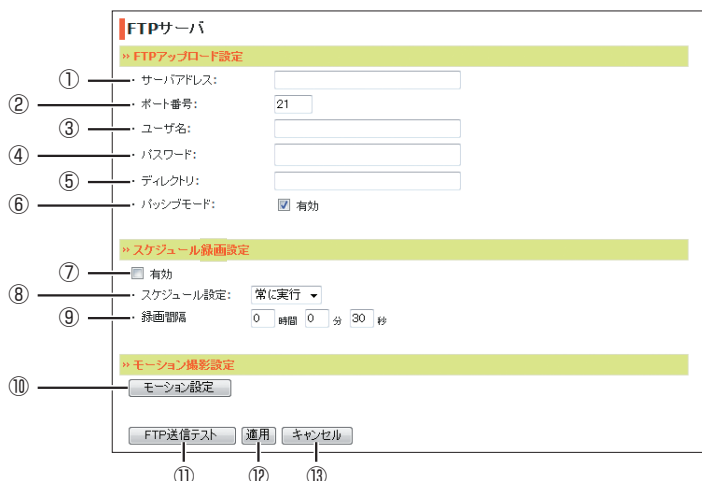 FTPサーバ
» FTPアップロード設定
① ・ サーバアドレス:
② ・ ポート番号: 21
③ ・ ユーザ名:
④ ・ パスワード:
⑤ ・ ディレクトリ:
⑥ ・ パッシブモード: 有効
» スケジュール録画設定
⑦ 有効
⑧ ・ スケジュール設定: 常に実行
⑨ ・ 録画間隔 0 時間 0 分 30 秒
» モーション撮影設定
⑩ モーション設定
FTP送信テスト 適用 キャンセル
⑪ ⑫ ⑬